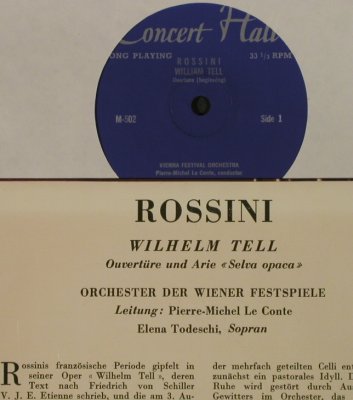 Concert Hall
ONG PLAYING 33 1/3 RPM
ROSSINI
WILLIAM TELL
Overture (beginning)
M-502 Side 1
VIENNA FESTIVAL ORCHESTRA
Pierre-Michel Le Conte, conductor
ROSSINI
WILHELM TELL
Ouvertüre und Arie «Selva opaca»
ORCHESTER DER WIENER FESTSPIELE
Leitung: Pierre-Michel Le Conte
Elena Todeschi, Sopran
Rossinis französische Periode gipfelt in
seiner Oper «Wilhelm Tell», deren
Text nach Friedrich von Schiller
V. J. E. Etienne schrieb, und die am 3. Au-
der mehrfach geteilten Celli ent
zunächst ein pastorales Idyll. D
Ruhe wird gestört durch Au
Gewitters im Orchester, das